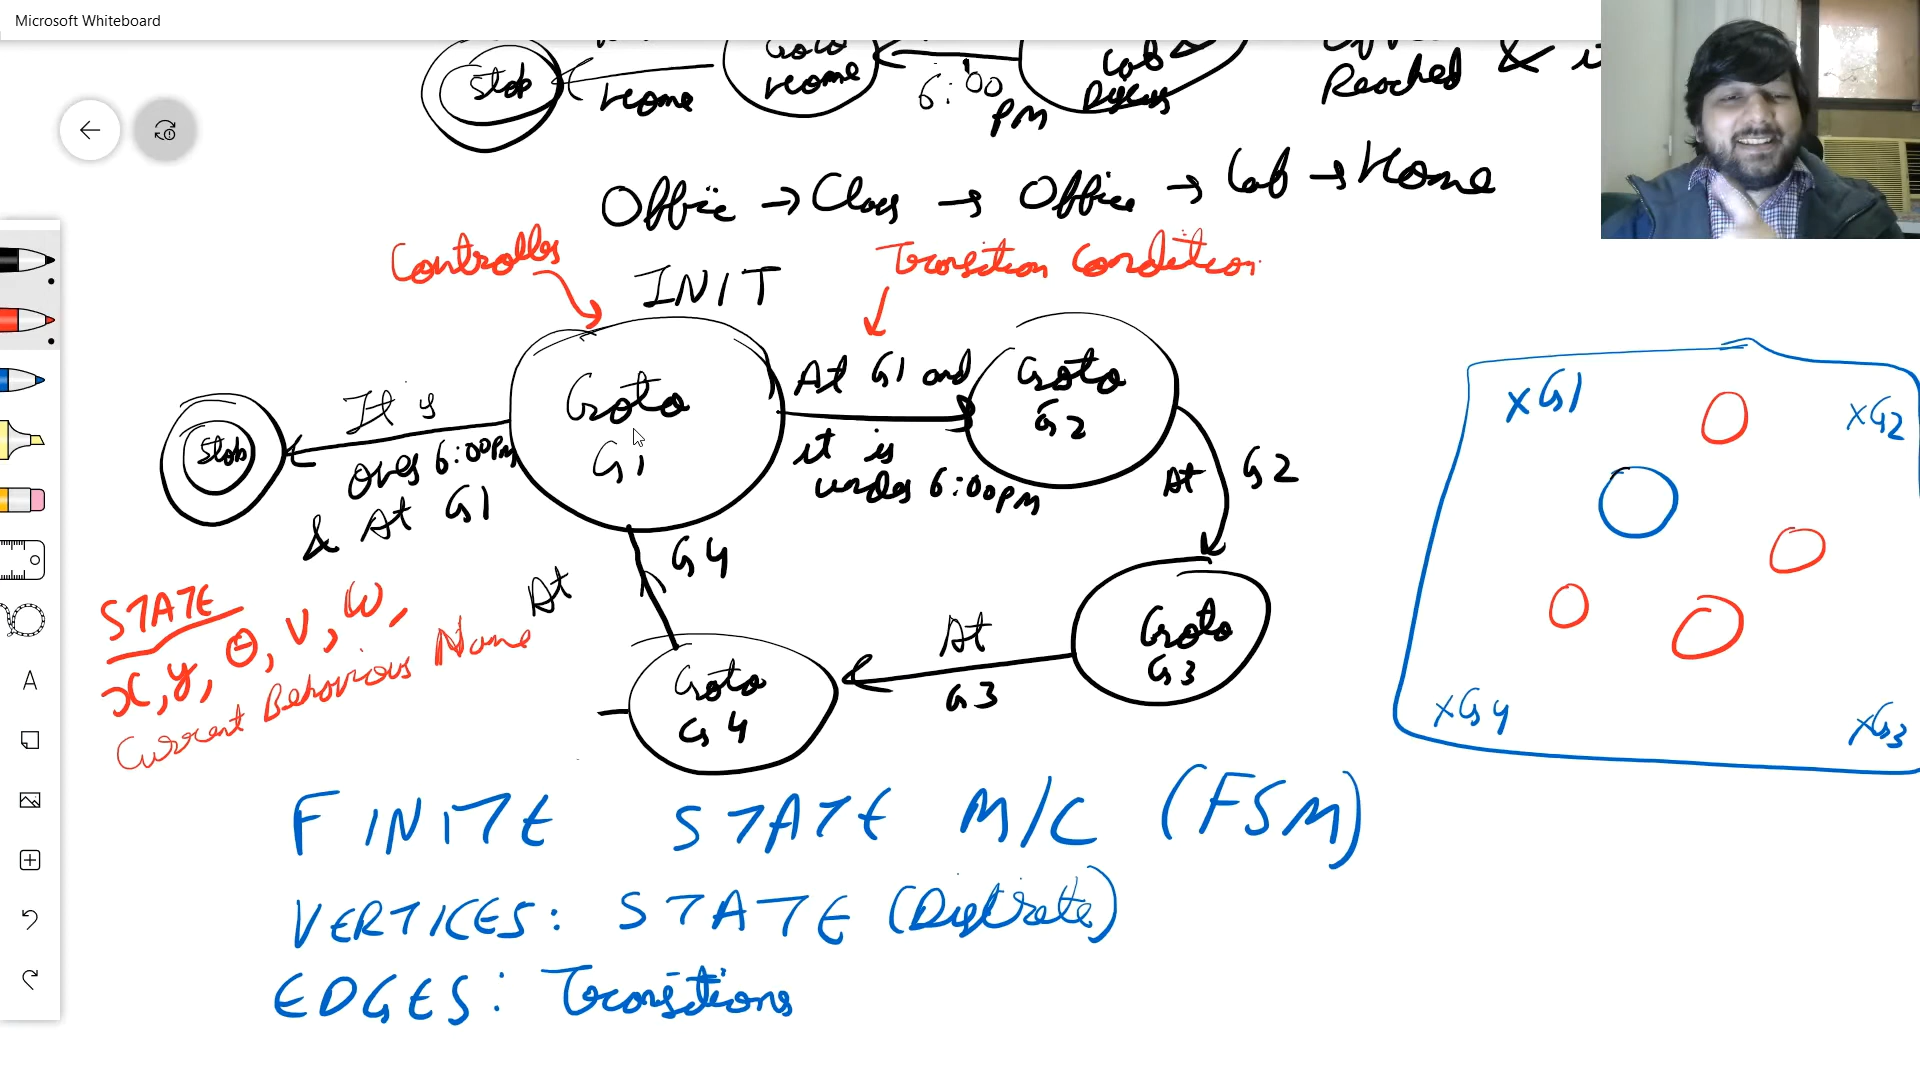 Microsoft Whiteboard
Stop
Home
Goto
Home
6:00
PM
Lab
Reached &
Office → Class → Office → Lab → Home
Controller
INIT
Transition Condition
Stop
It is
over 6:00PM
& At G1
Goto
G1
At G1 and
it is
under 6:00PM
Goto
G2
At G2
Goto
G3
At
G3
Goto
G4
At G4
STATE
x, y, θ, v, ω,
Current Behaviour Name
xG1
xG2
xG4
xG3
FINITE STATE M/C (FSM)
VERTICES: STATE (Discrete)
EDGES: Transitions
A